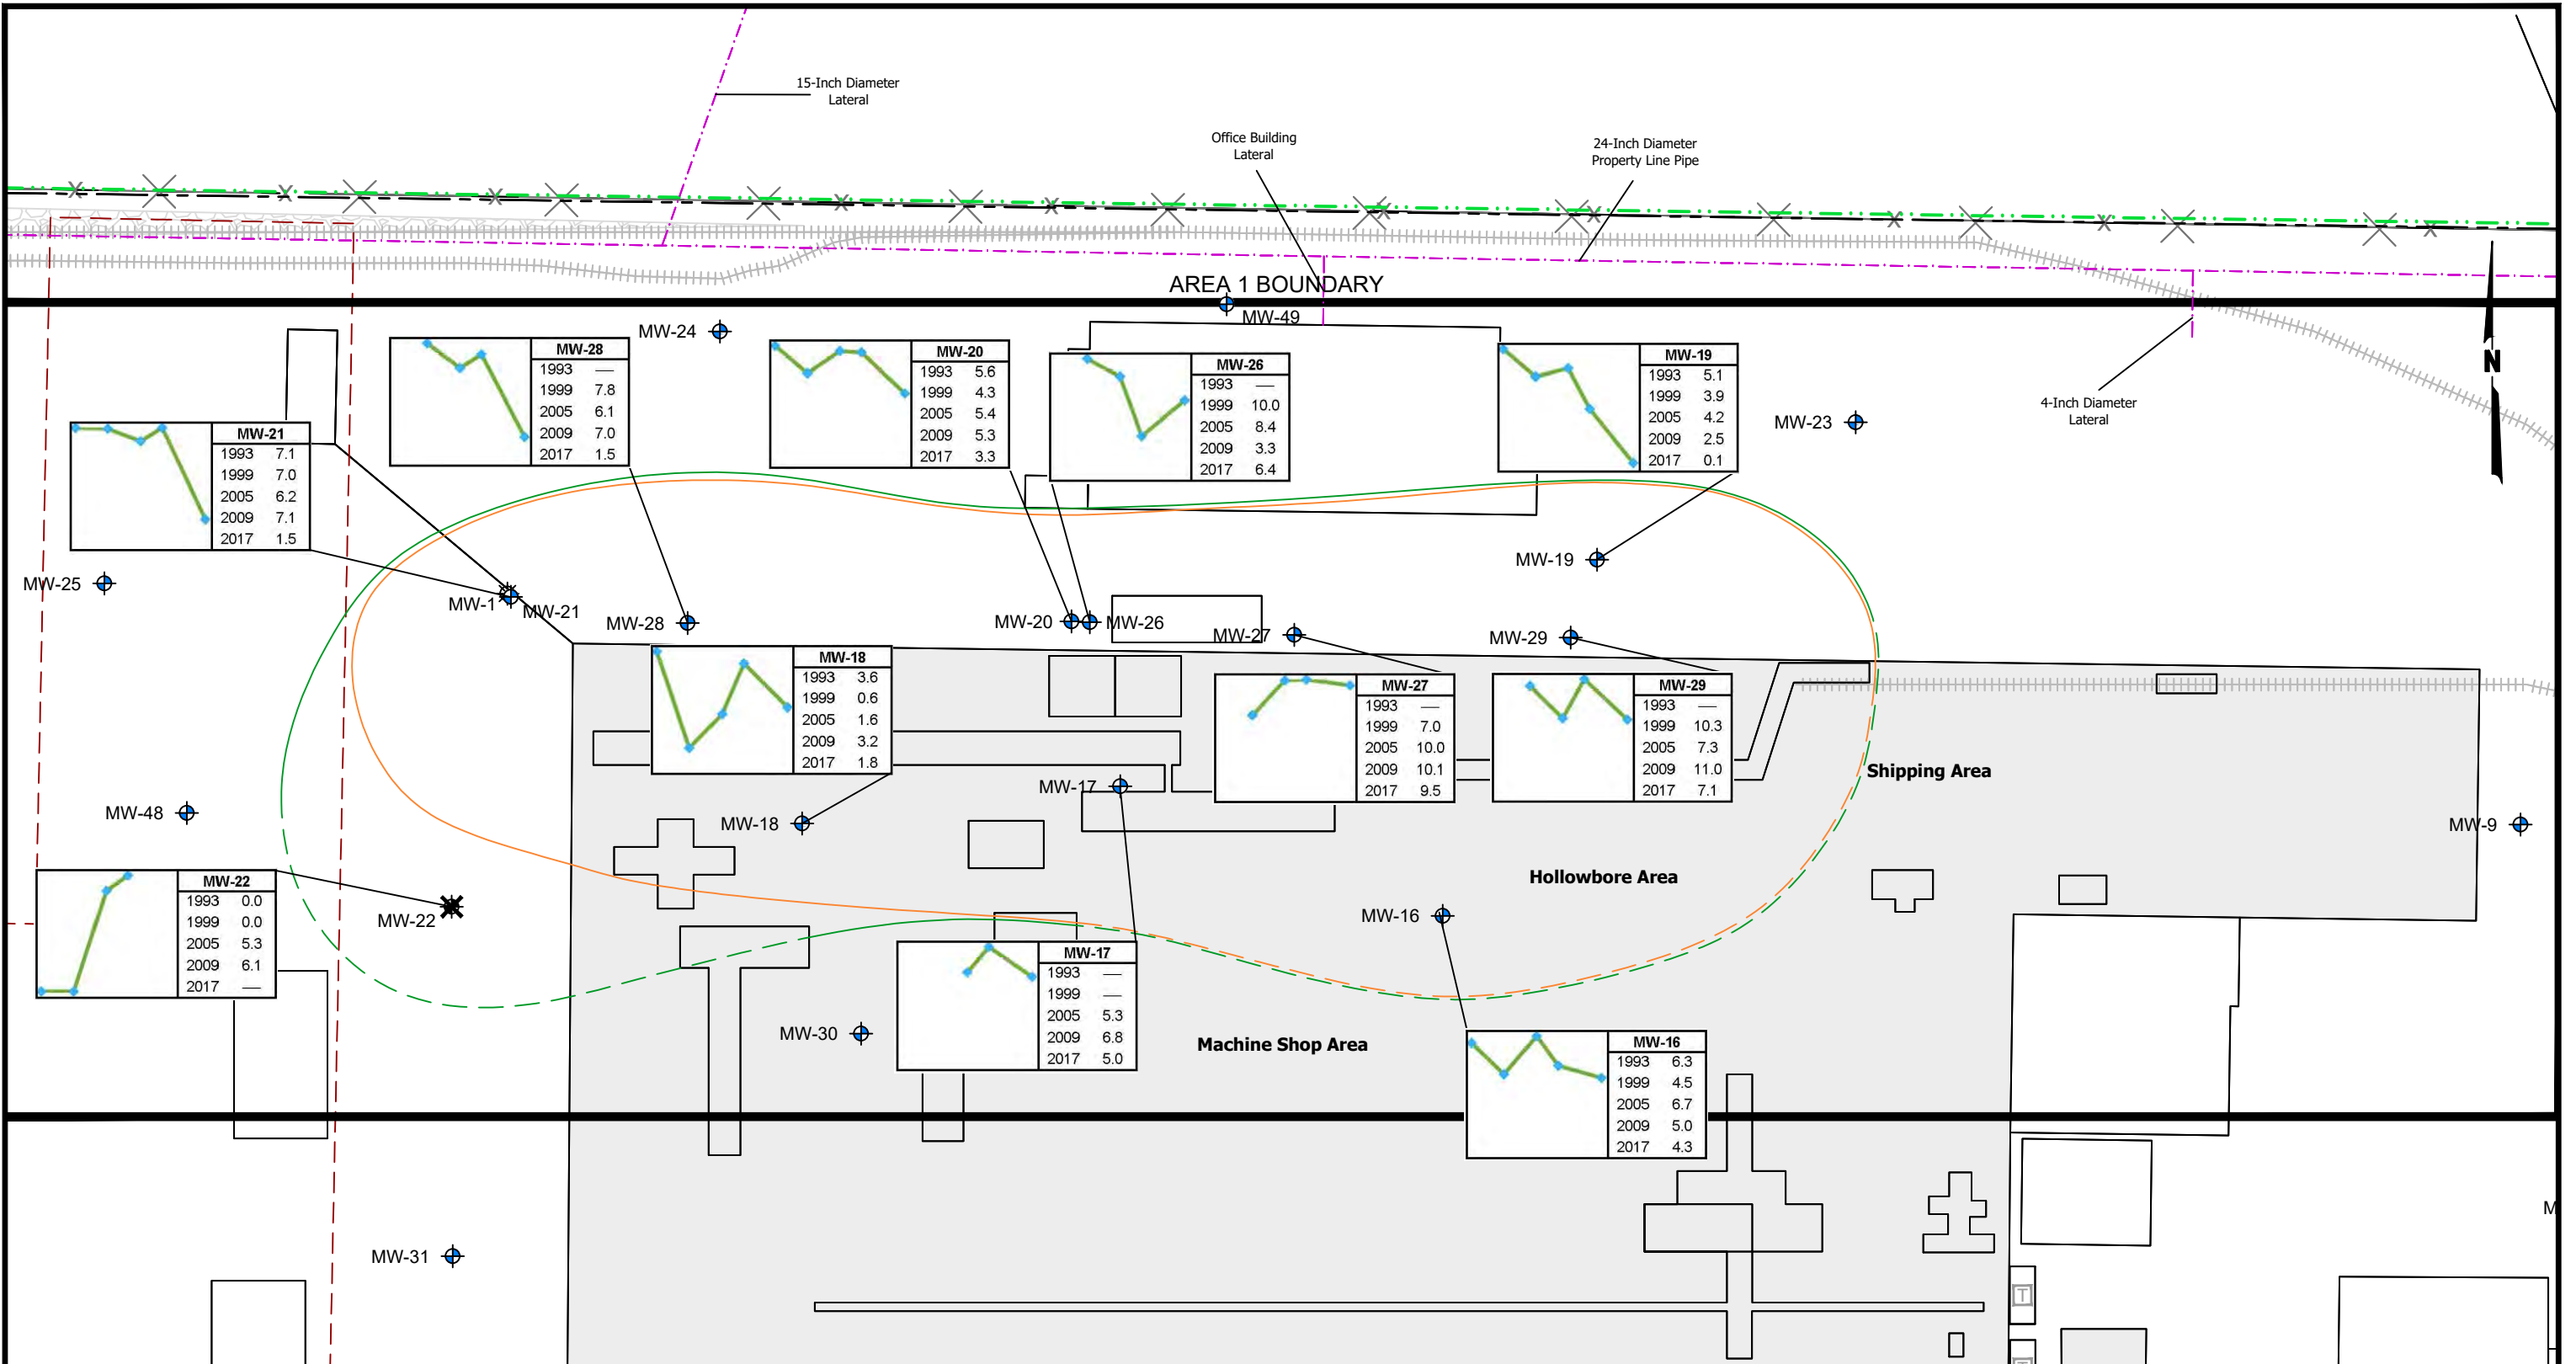 15-Inch Diameter
Lateral
Office Building
Lateral
24-Inch Diameter
Property Line Pipe
AREA 1 BOUNDARY
MW-49
MW-24
N
4-Inch Diameter
Lateral
MW-23
MW-28
1993 —
1999 7.8
2005 6.1
2009 7.0
2017 1.5
MW-20
1993 5.6
1999 4.3
2005 5.4
2009 5.3
2017 3.3
MW-26
1993 —
1999 10.0
2005 8.4
2009 3.3
2017 6.4
MW-19
1993 5.1
1999 3.9
2005 4.2
2009 2.5
2017 0.1
MW-21
1993 7.1
1999 7.0
2005 6.2
2009 7.1
2017 1.5
MW-25
MW-1
MW-21
MW-28
MW-20
MW-26
MW-27
MW-19
MW-29
MW-18
1993 3.6
1999 0.6
2005 1.6
2009 3.2
2017 1.8
MW-27
1993 —
1999 7.0
2005 10.0
2009 10.1
2017 9.5
MW-29
1993 —
1999 10.3
2005 7.3
2009 11.0
2017 7.1
Shipping Area
MW-17
MW-48
MW-18
MW-9
Hollowbore Area
MW-22
1993 0.0
1999 0.0
2005 5.3
2009 6.1
2017 —
MW-22
MW-16
MW-17
1993 —
1999 —
2005 5.3
2009 6.8
2017 5.0
MW-30
Machine Shop Area
MW-16
1993 6.3
1999 4.5
2005 6.7
2009 5.0
2017 4.3
MW-31
M
T
T